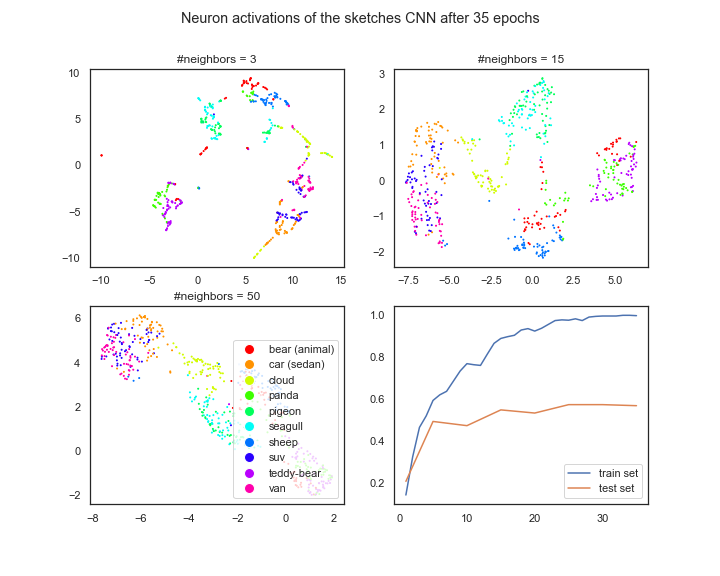 Neuron activations of the sketches CNN after 35 epochs
#neighbors = 3
10
5
0
−5
−10
−10 −5 0 5 10 15
#neighbors = 15
3
2
1
0
−1
−2
−7.5 −5.0 −2.5 0.0 2.5 5.0
#neighbors = 50
6
4
2
0
−2
−8 −6 −4 −2 0 2
bear (animal)
car (sedan)
cloud
panda
pigeon
seagull
sheep
suv
teddy-bear
van
1.0
0.8
0.6
0.4
0.2
0 10 20 30
train set
test set